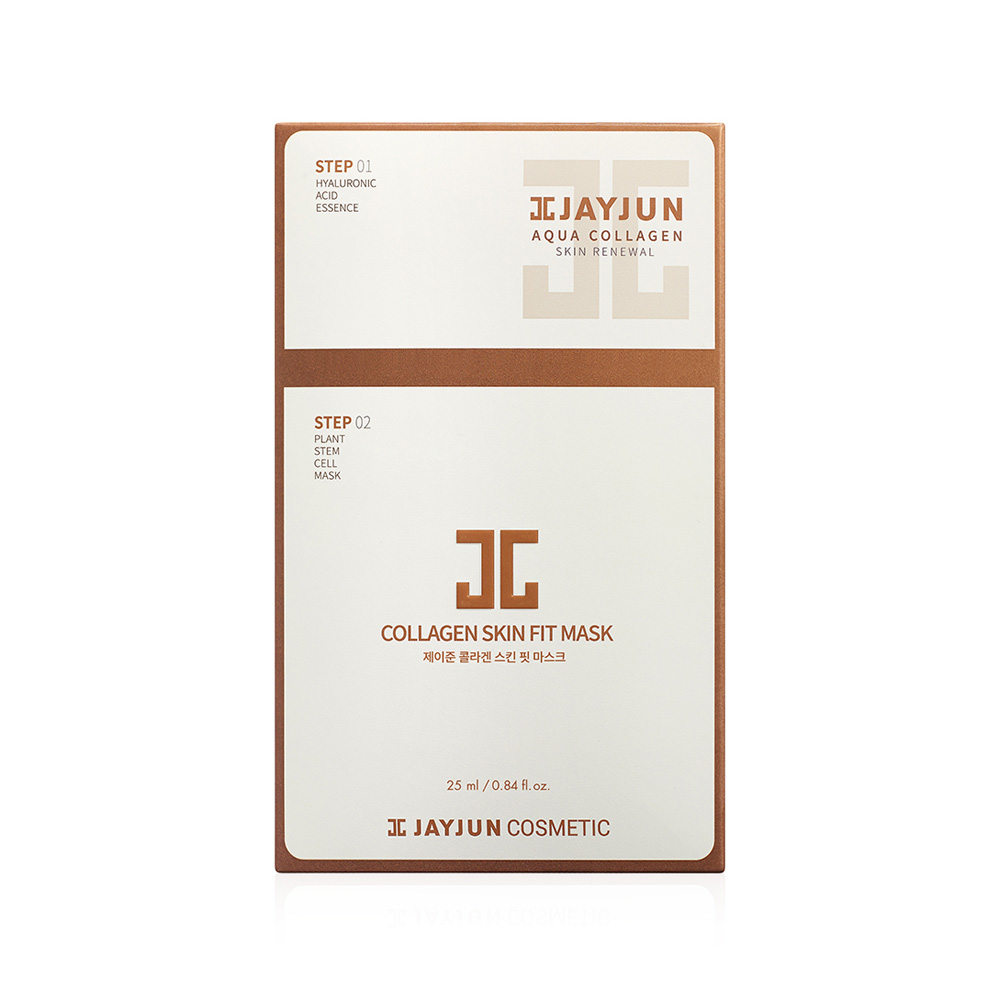 STEP 01
HYALURONIC
ACID
ESSENCE
JAYJUN
AQUA COLLAGEN
SKIN RENEWAL
STEP 02
PLANT
STEM
CELL
MASK
COLLAGEN SKIN FIT MASK
제이준 콜라겐 스킨 핏 마스크
25 ml / 0.84 fl. oz.
JAYJUN COSMETIC